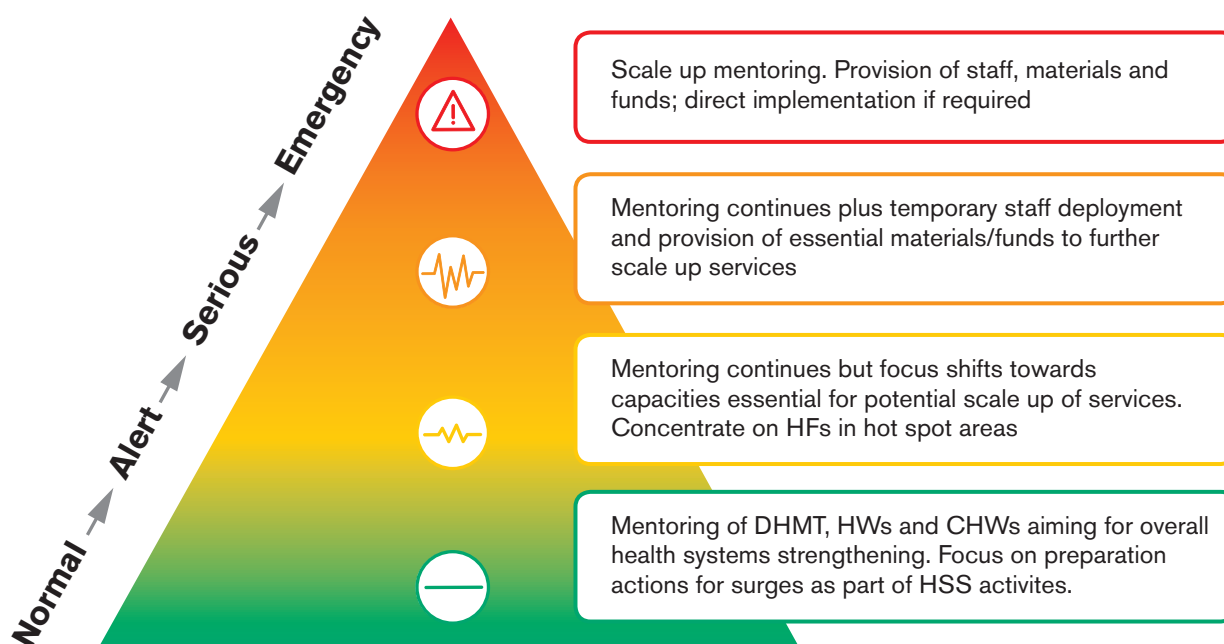 Emergency
Serious
Alert
Normal
Scale up mentoring. Provision of staff, materials and
funds; direct implementation if required
Mentoring continues plus temporary staff deployment
and provision of essential materials/funds to further
scale up services
Mentoring continues but focus shifts towards
capacities essential for potential scale up of services.
Concentrate on HFs in hot spot areas
Mentoring of DHMT, HWs and CHWs aiming for overall
health systems strengthening. Focus on preparation
actions for surges as part of HSS activites.